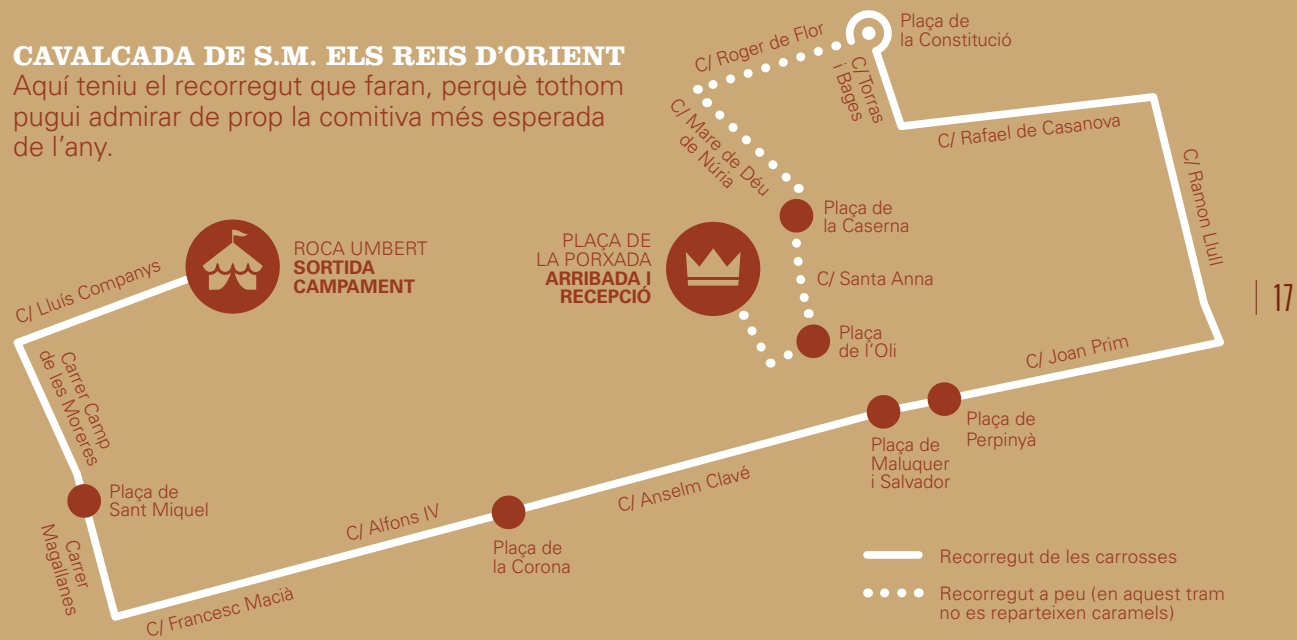 CAVALCADA DE S.M. ELS REIS D’ORIENT
Aquí teniu el recorregut que faran, perquè tothom
pugui admirar de prop la comitiva més esperada
de l’any.
ROCA UMBERT
SORTIDA
CAMPAMENT
C/ Lluís Companys
Carrer Camp
de les Moreres
Plaça de
Sant Miquel
Carrer
Magallanes
C/ Francesc Macià
C/ Alfons IV
Plaça de
la Corona
C/ Anselm Clavé
Plaça de
Maluquer
i Salvador
Plaça de
Perpinyà
C/ Joan Prim
C/ Ramon Llull
C/ Rafael de Casanova
C/ Torras
i Bages
Plaça de
la Constitució
C/ Roger de Flor
C/ Mare de Déu
de Núria
Plaça de
la Caserna
C/ Santa Anna
Plaça
de l’Oli
PLAÇA DE
LA PORXADA
ARRIBADA I
RECEPCIÓ
17
Recorregut de les carrosses
Recorregut a peu (en aquest tram
no es reparteixen caramels)